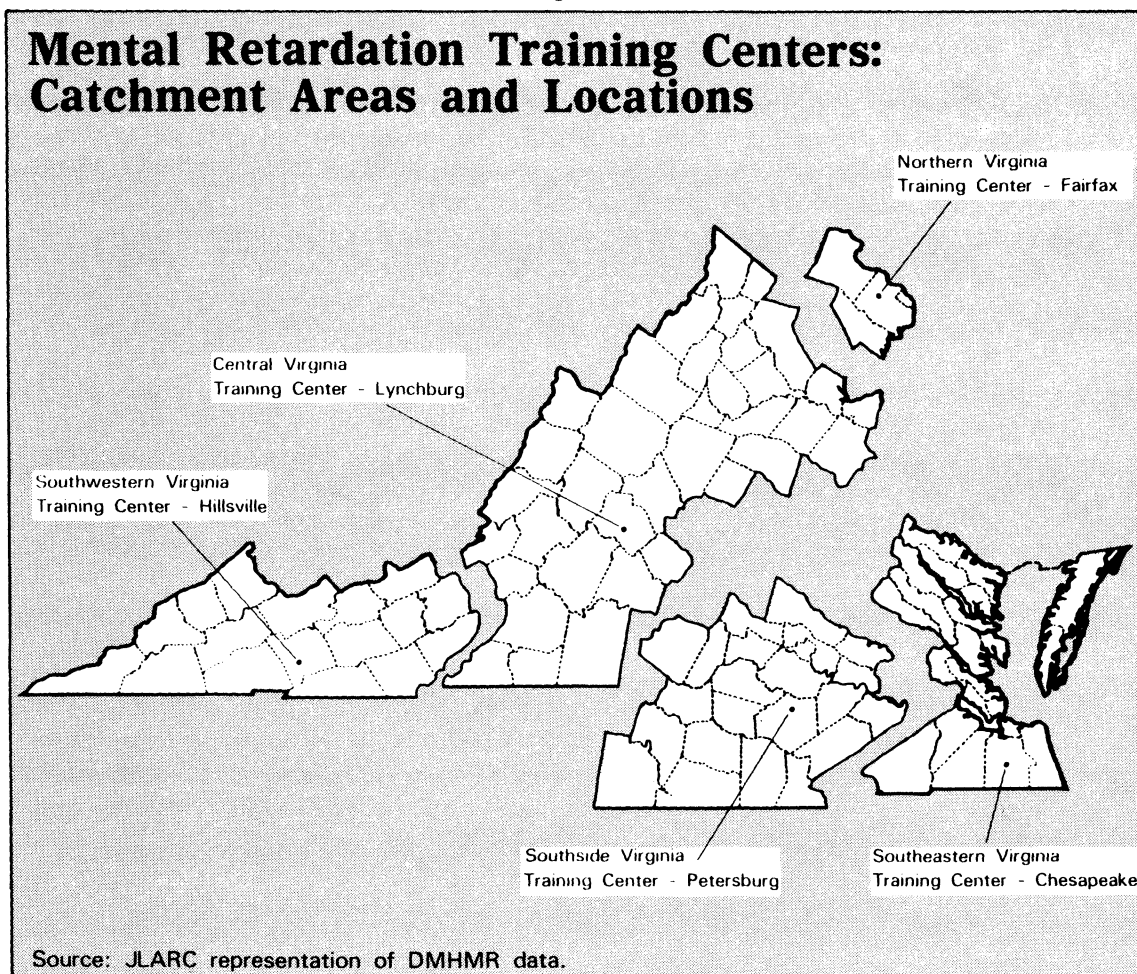 Mental Retardation Training Centers:
Catchment Areas and Locations
Northern Virginia
Training Center - Fairfax
Central Virginia
Training Center - Lynchburg
Southwestern Virginia
Training Center - Hillsville
Southside Virginia
Training Center - Petersburg
Southeastern Virginia
Training Center - Chesapeake
Source: JLARC representation of DMHMR data.